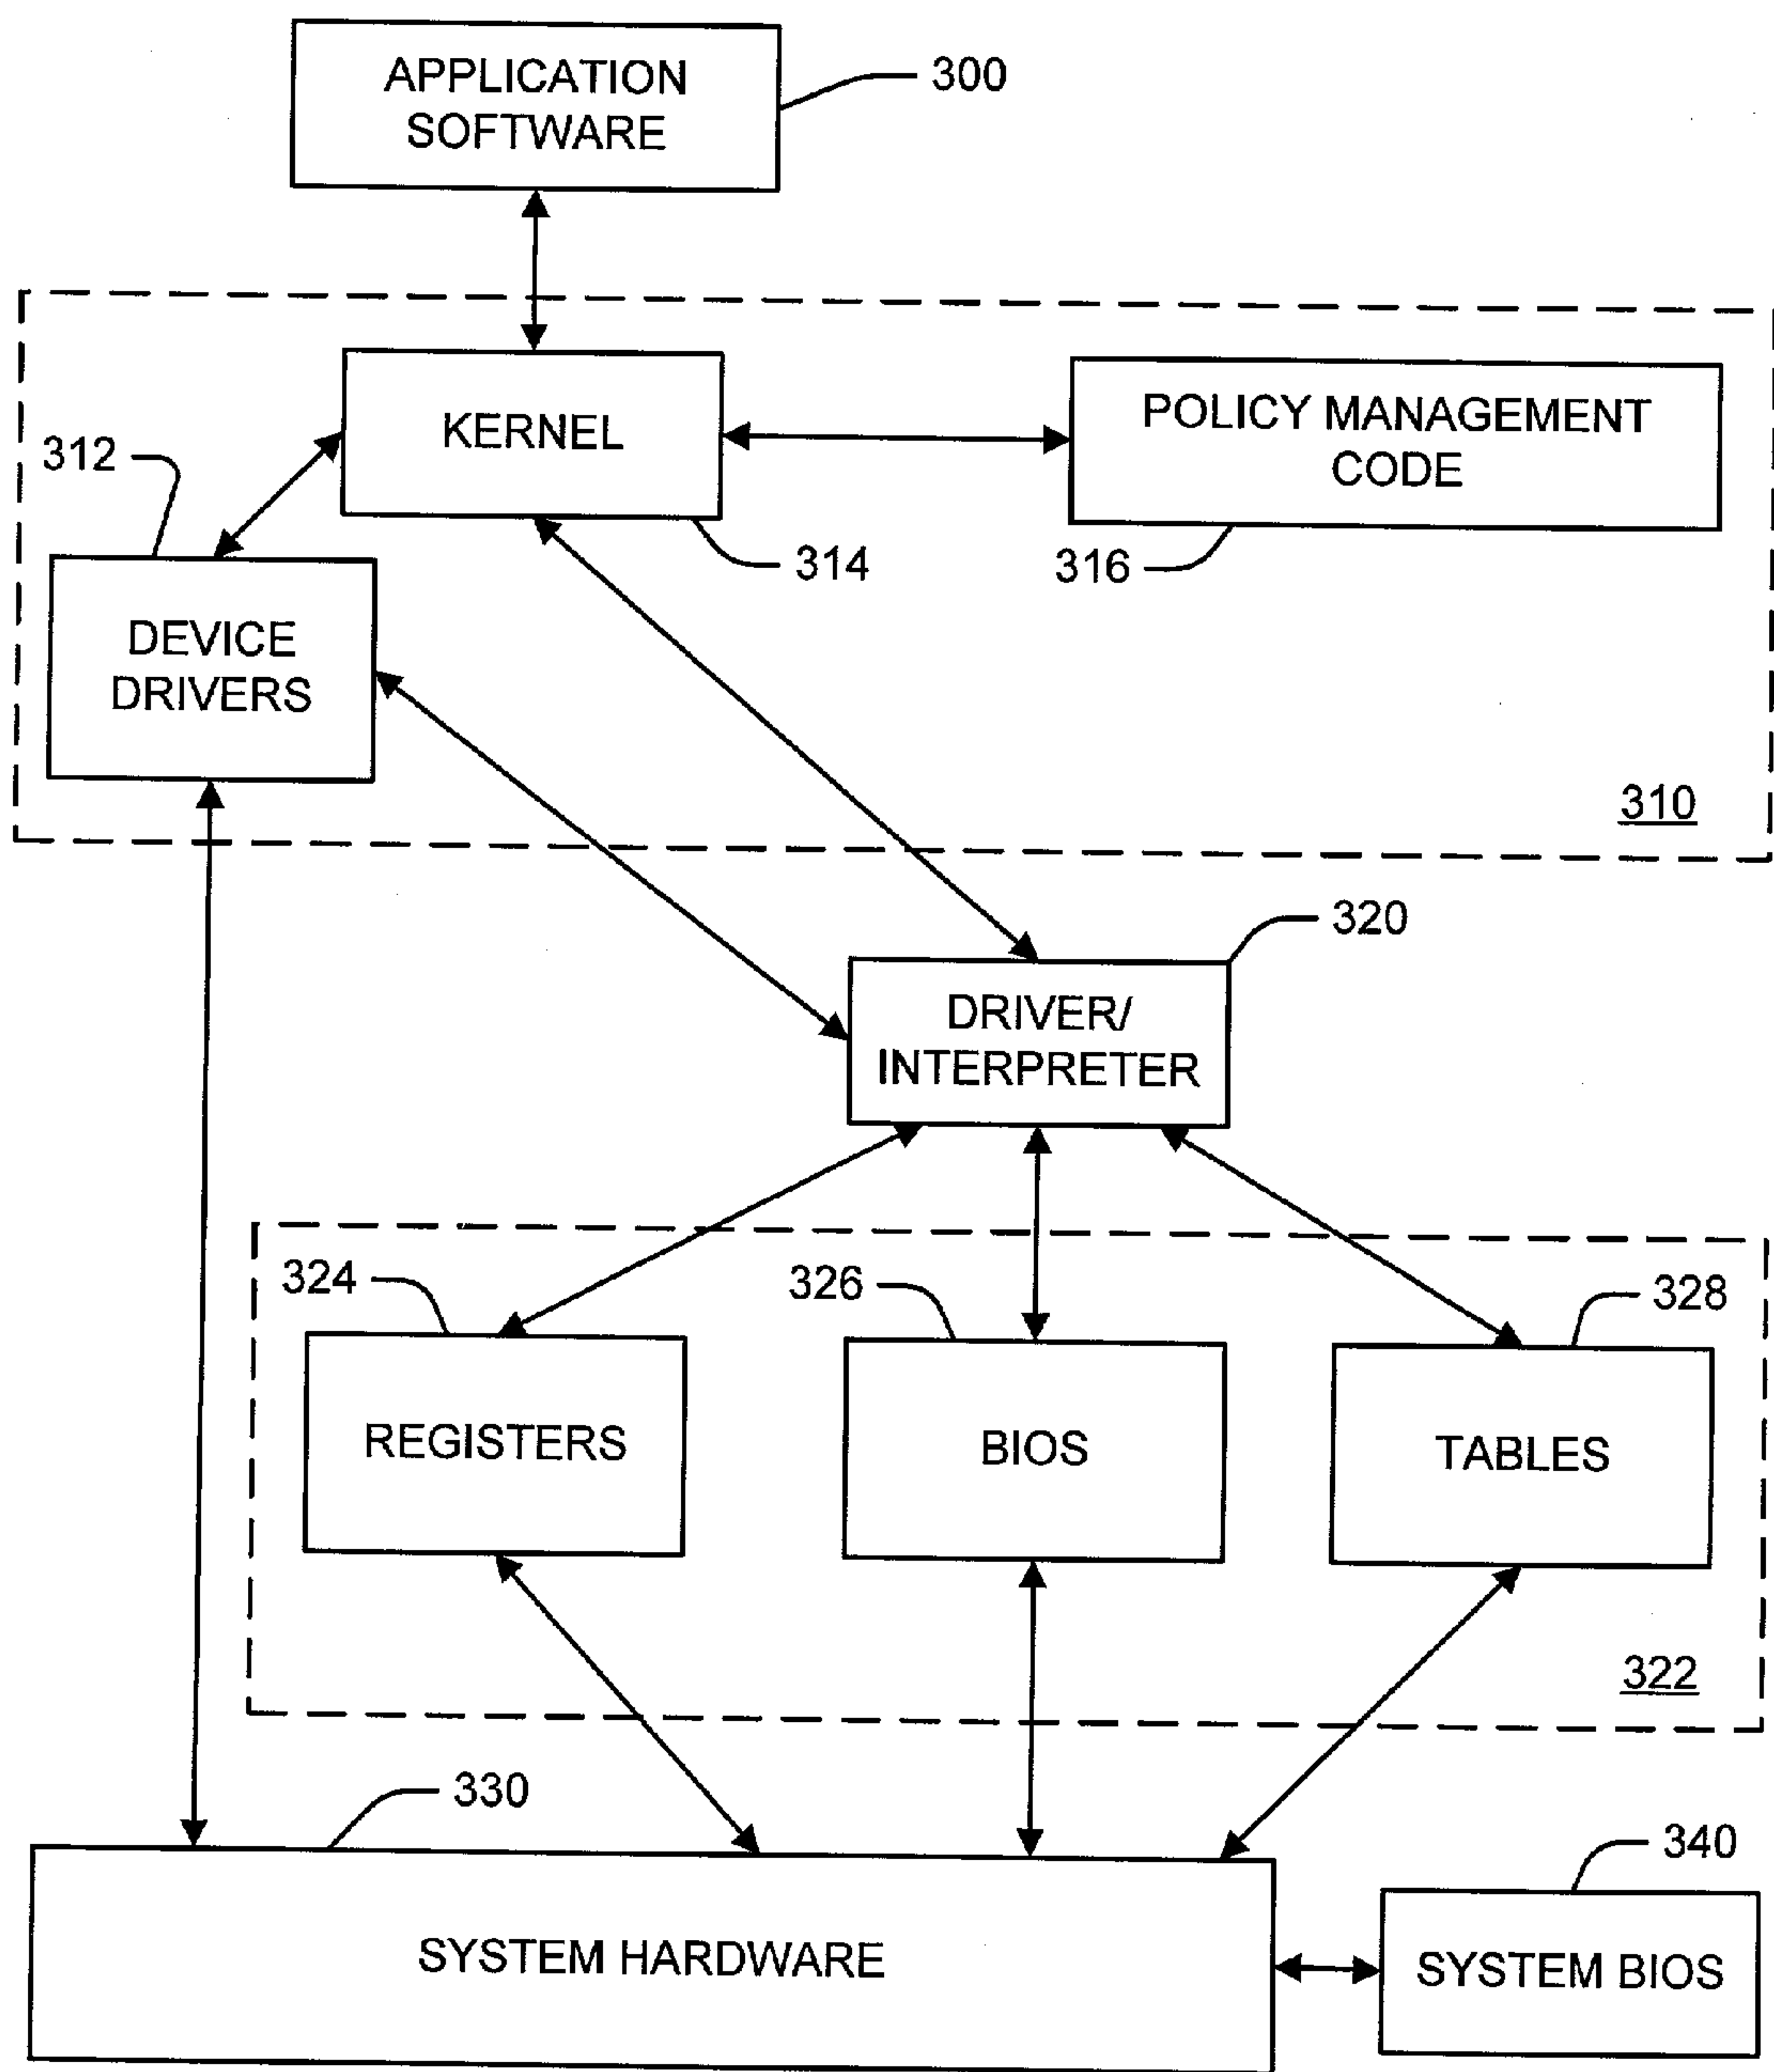 APPLICATION
SOFTWARE
300
KERNEL
POLICY MANAGEMENT
CODE
312
314
316
DEVICE
DRIVERS
310
320
DRIVER/
INTERPRETER
324
326
328
REGISTERS
BIOS
TABLES
322
330
340
SYSTEM HARDWARE
SYSTEM BIOS